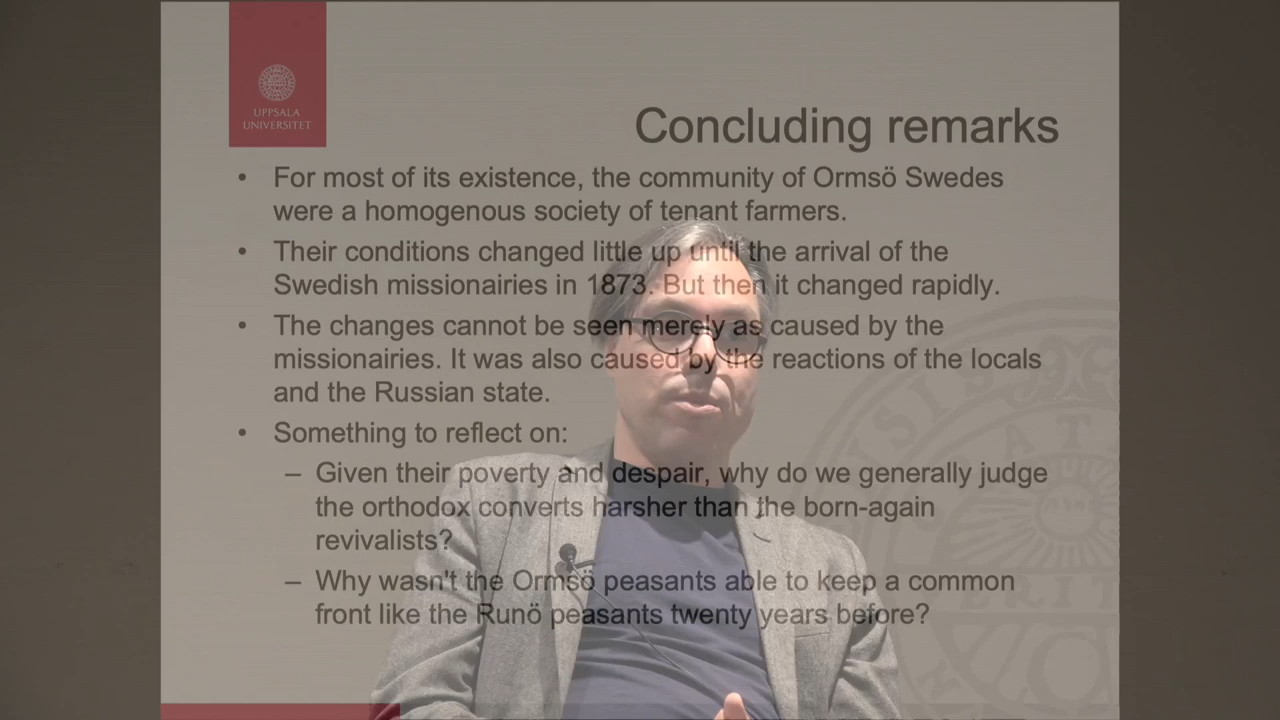 UPPSALA
UNIVERSITET
Concluding remarks
• For most of its existence, the community of Ormsö Swedes
were a homogenous society of tenant farmers.
• Their conditions changed little up until the arrival of the
Swedish missionairies in 1873. But then it changed rapidly.
• The changes cannot be seen merely as caused by the
missionairies. It was also caused by the reactions of the locals
and the Russian state.
• Something to reflect on:
– Given their poverty and despair, why do we generally judge
the orthodox converts harsher than the born-again
revivalists?
– Why wasn't the Ormsö peasants able to keep a common
front like the Runö peasants twenty years before?